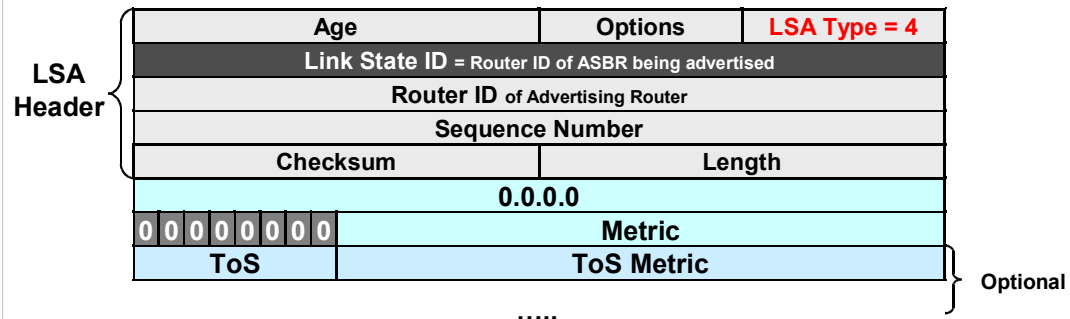 Age Options LSA Type = 4
Link State ID = Router ID of ASBR being advertised
LSA Header
Router ID of Advertising Router
Sequence Number
Checksum Length
0.0.0.0
0 0 0 0 0 0 0 0 Metric
ToS ToS Metric
Optional
.....